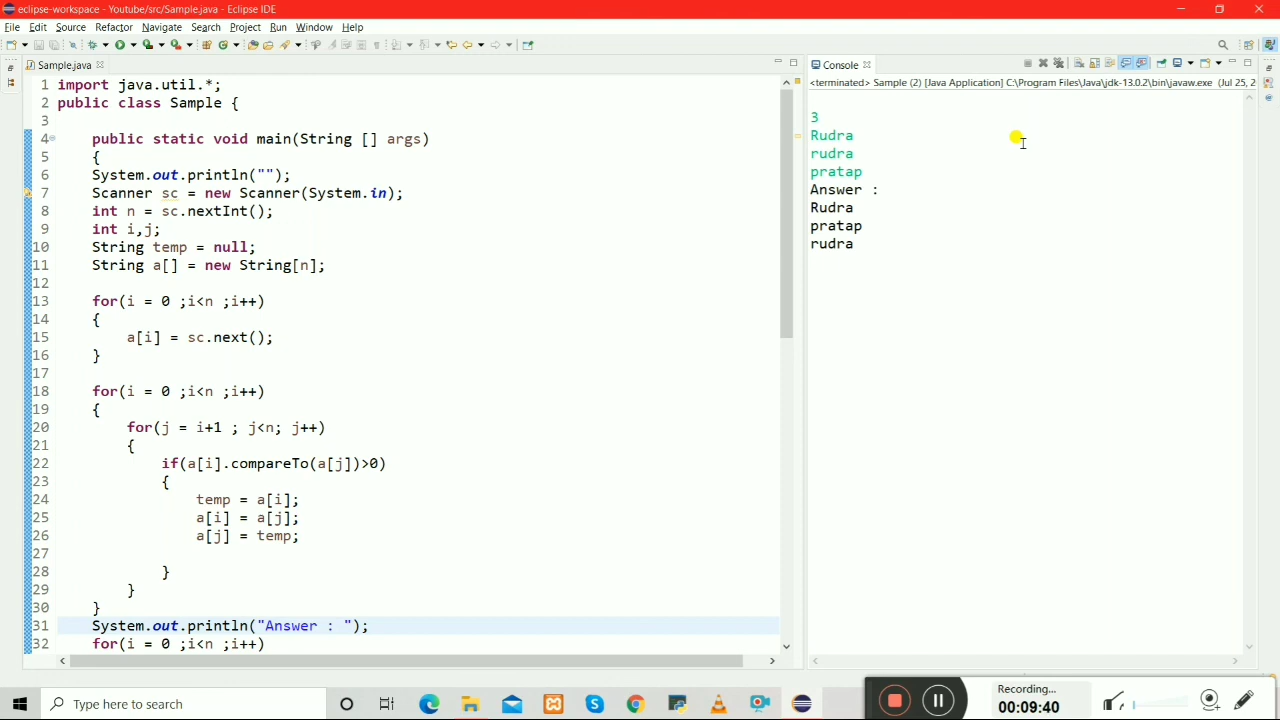 eclipse-workspace - Youtube/src/Sample.java - Eclipse IDE
File Edit Source Refactor Navigate Search Project Run Window Help
Sample.java
1 import java.util.*;
2 public class Sample {
3
4 public static void main(String [] args)
5 {
6 System.out.println("");
7 Scanner sc = new Scanner(System.in);
8 int n = sc.nextInt();
9 int i,j;
10 String temp = null;
11 String a[] = new String[n];
12
13 for(i = 0 ;i<n ;i++)
14 {
15 a[i] = sc.next();
16 }
17
18 for(i = 0 ;i<n ;i++)
19 {
20 for(j = i+1 ; j<n; j++)
21 {
22 if(a[i].compareTo(a[j])>0)
23 {
24 temp = a[i];
25 a[i] = a[j];
26 a[j] = temp;
27
28 }
29 }
30 }
31 System.out.println("Answer : ");
32 for(i = 0 ;i<n ;i++)
Console
<terminated> Sample (2) [Java Application] C:\Program Files\Java\jdk-13.0.2\bin\javaw.exe (Jul 25, 2
3
Rudra
rudra
pratap
Answer :
Rudra
pratap
rudra
Type here to search
Recording...
00:09:40